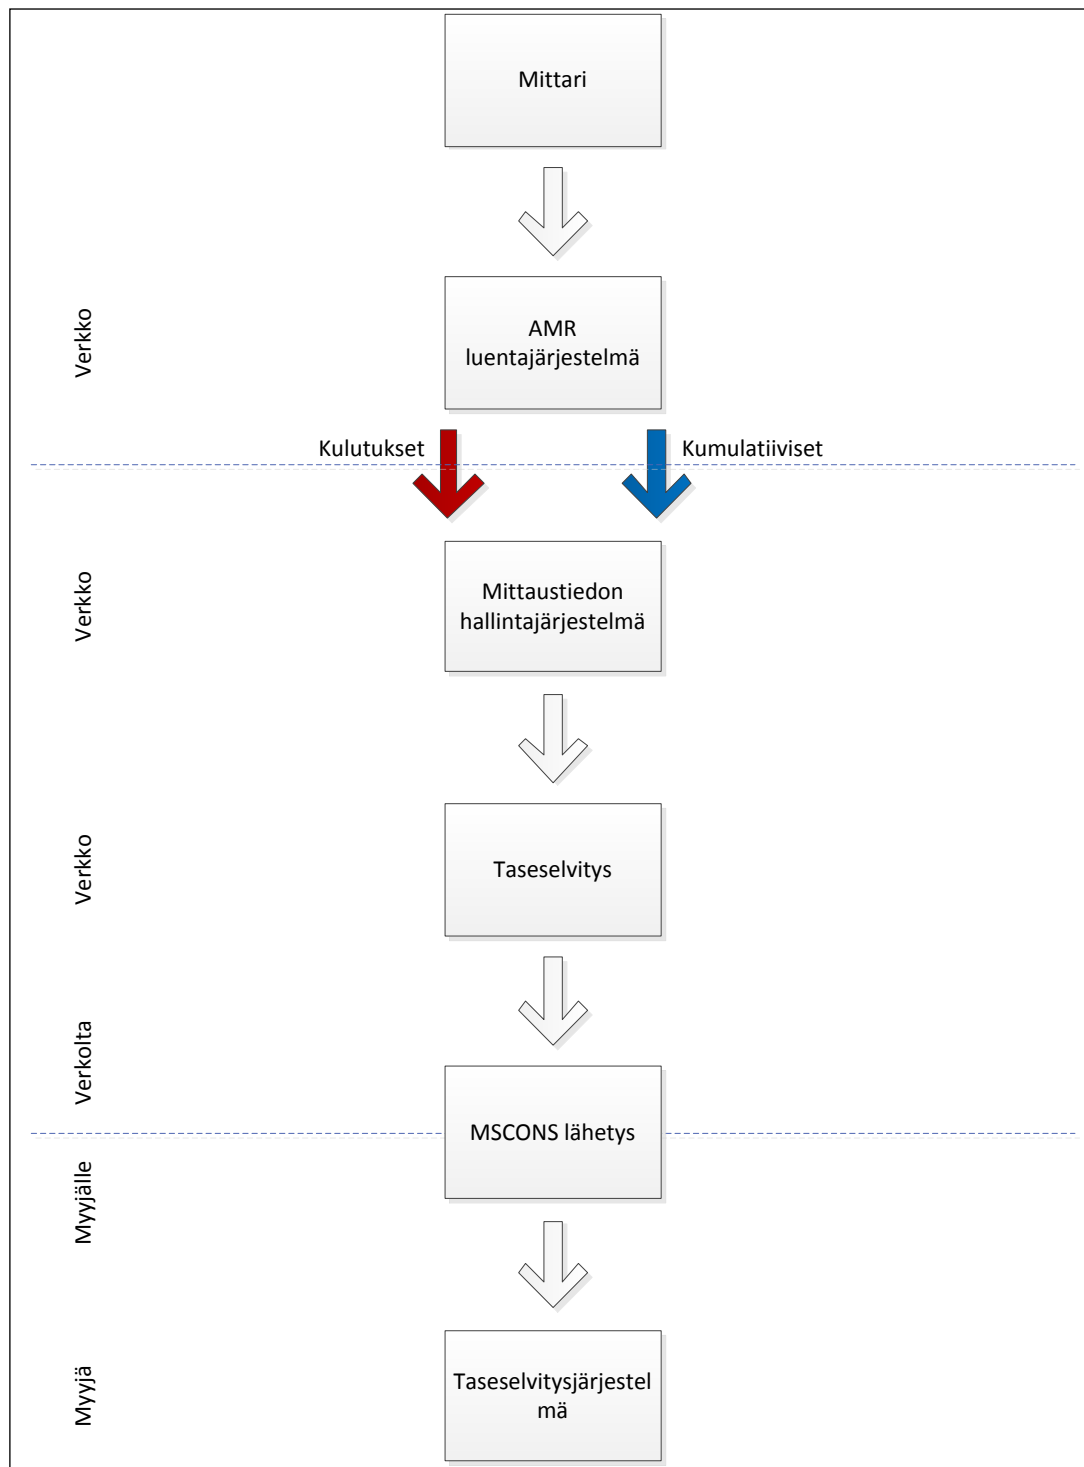 Mittari
Verkko
AMR
luentajärjestelmä
Kulutukset
Kumulatiiviset
Verkko
Mittaustiedon
hallintajärjestelmä
Verkko
Taseselvitys
Verkolta
MSCONS lähetys
Myyjälle
Myyjä
Taseselvitysjärjestel
mä